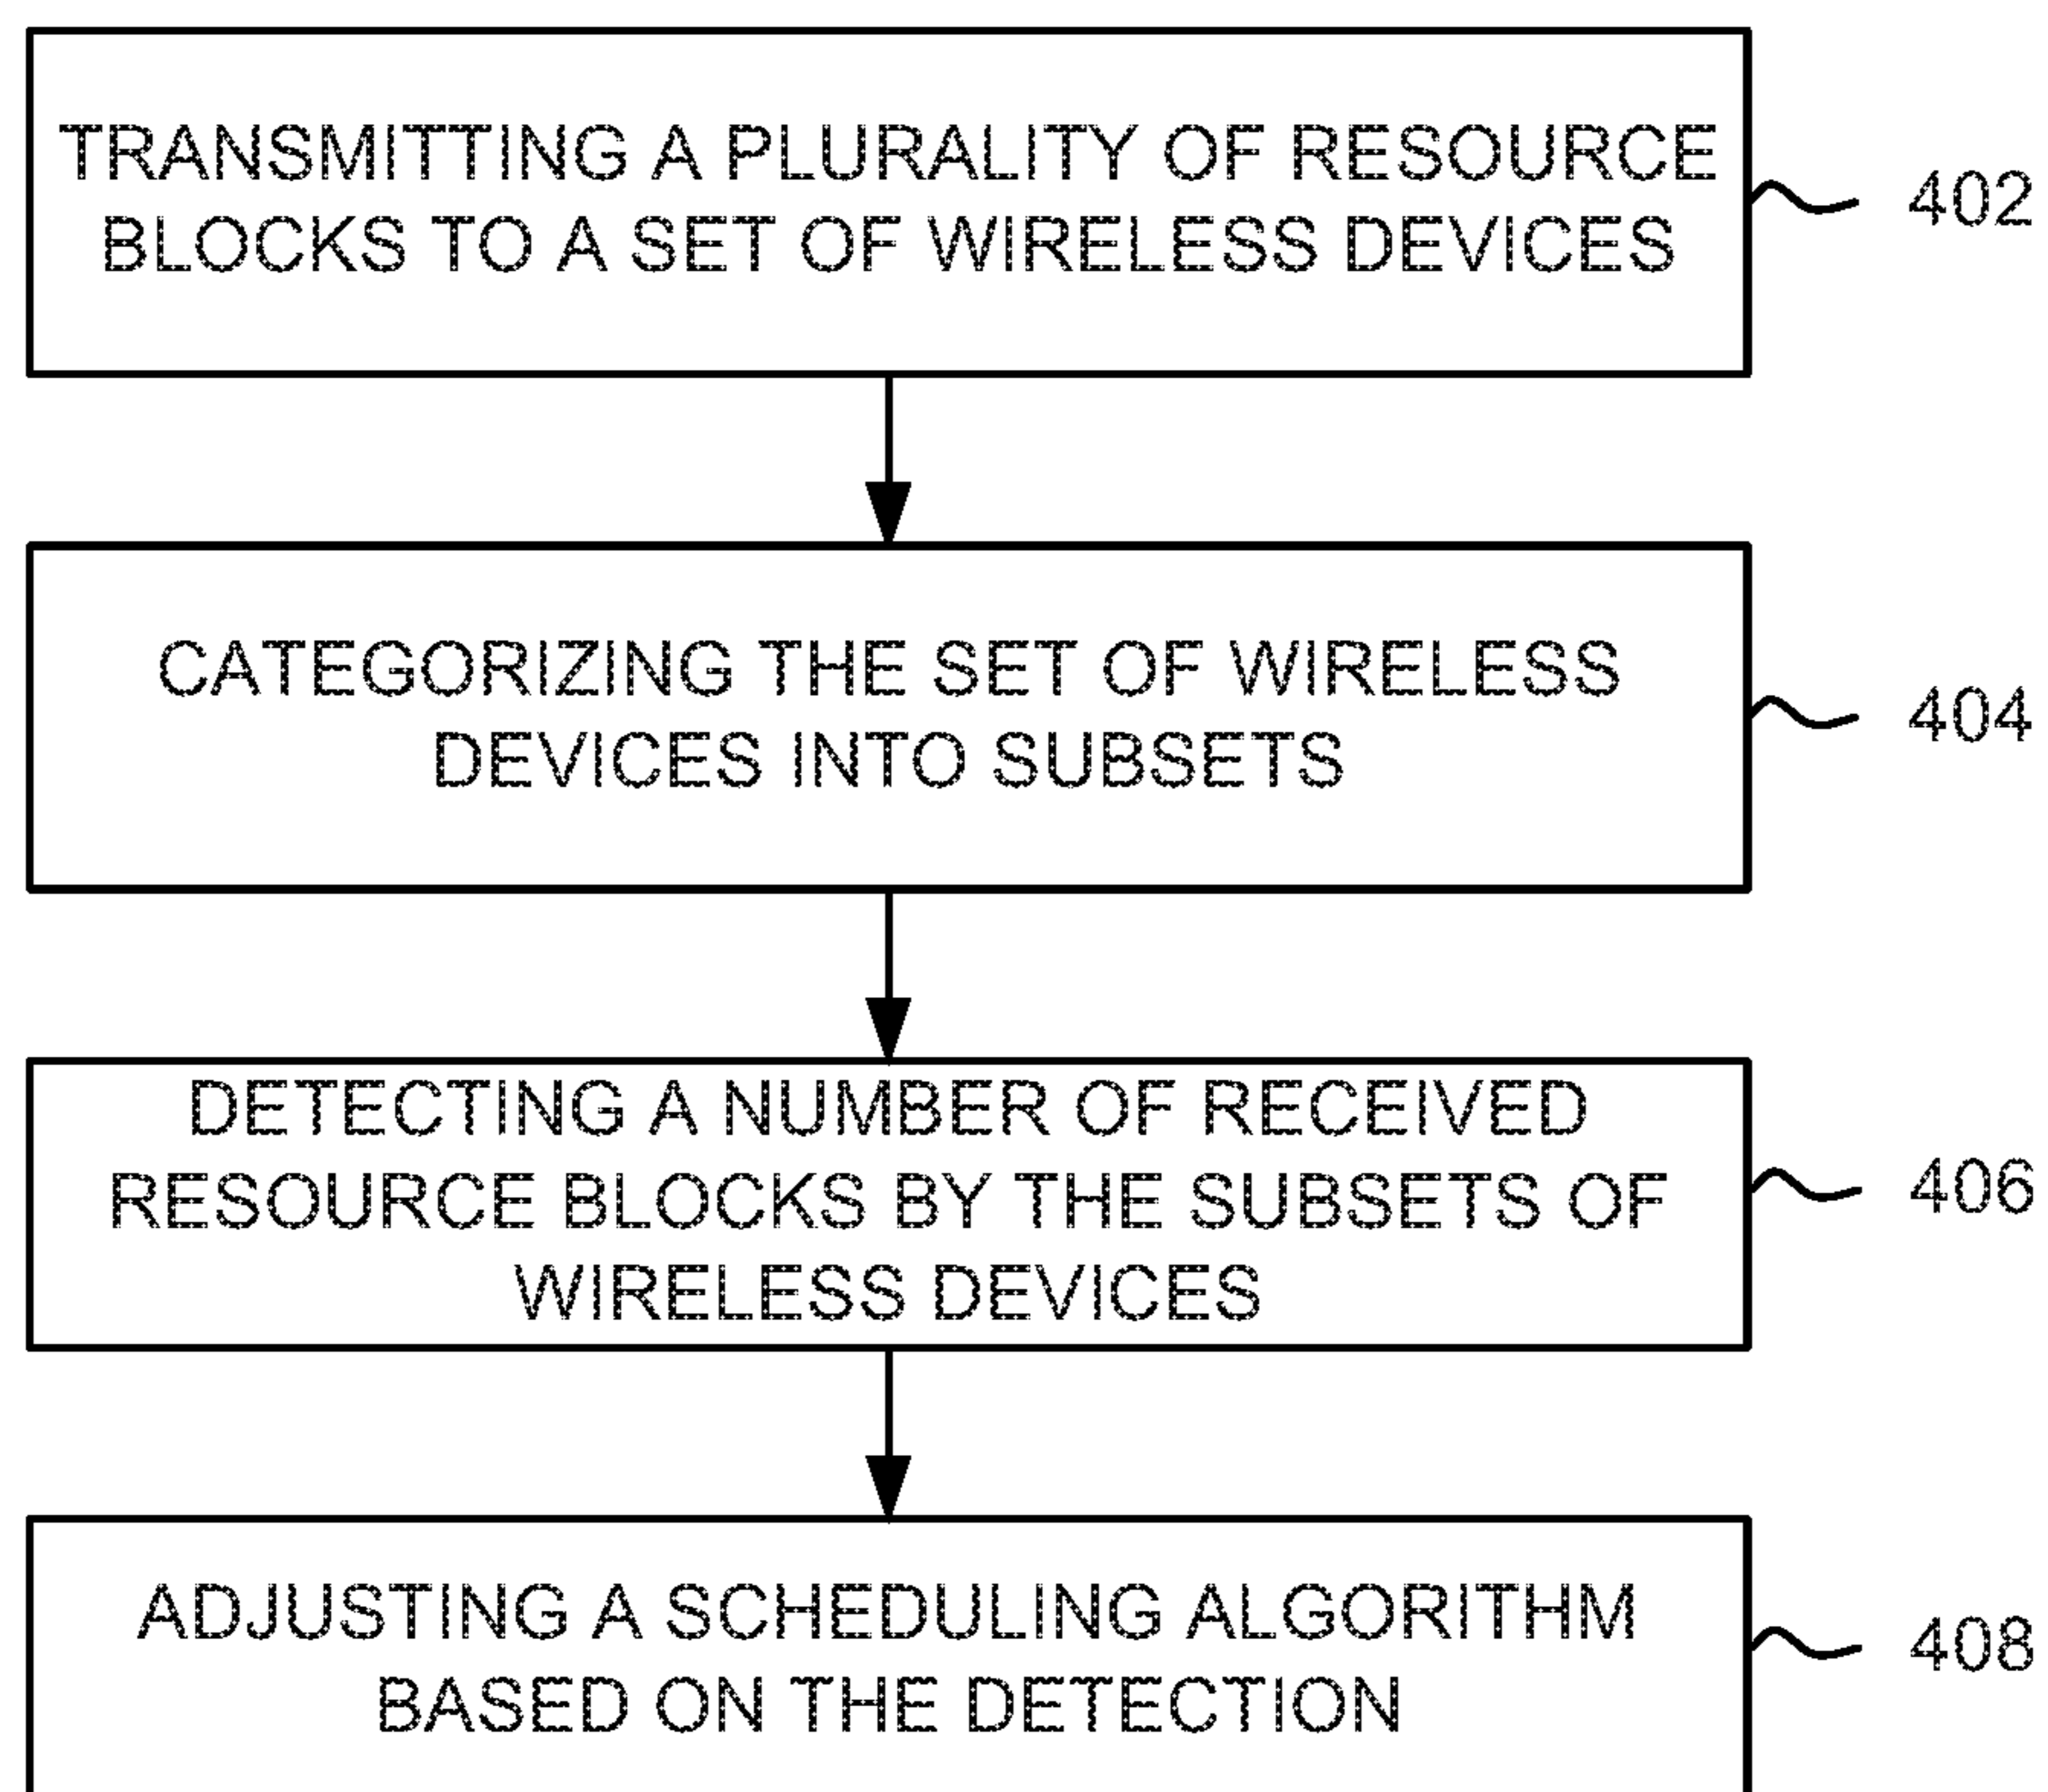 TRANSMITTING A PLURALITY OF RESOURCE
BLOCKS TO A SET OF WIRELESS DEVICES
402
CATEGORIZING THE SET OF WIRELESS
DEVICES INTO SUBSETS
404
DETECTING A NUMBER OF RECEIVED
RESOURCE BLOCKS BY THE SUBSETS OF
WIRELESS DEVICES
406
ADJUSTING A SCHEDULING ALGORITHM
BASED ON THE DETECTION
408